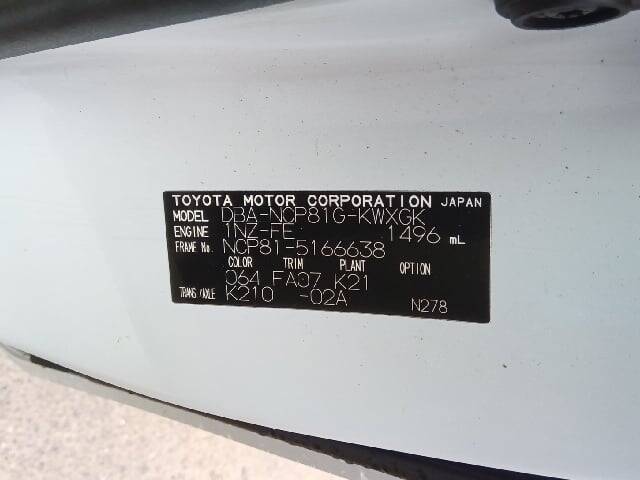 TOYOTA MOTOR CORPORATION JAPAN
MODEL DBA-NCP81G-KWXGK
ENGINE 1NZ-FE 1496 mL
FRAME No. NCP81-5166638
COLOR TRIM PLANT OPTION
064 FA07 K21
TRANS./AXLE K210 -02A
N278